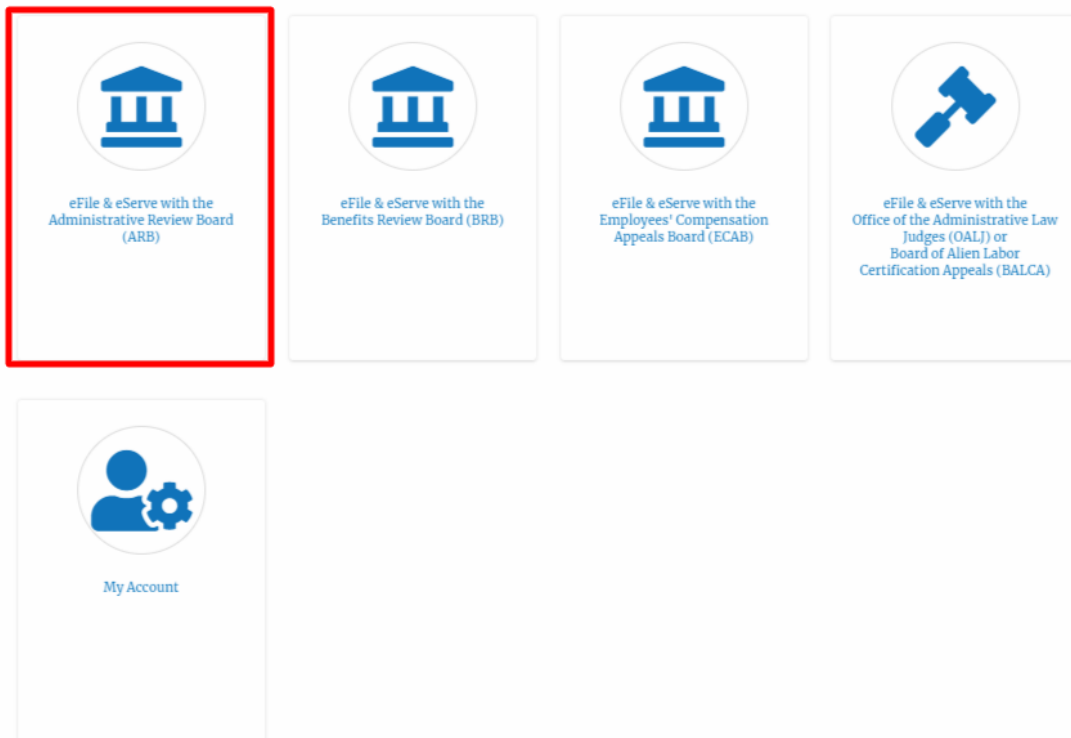 eFile & eServe with the
Administrative Review Board
(ARB)
eFile & eServe with the
Benefits Review Board (BRB)
eFile & eServe with the
Employees' Compensation
Appeals Board (ECAB)
eFile & eServe with the
Office of the Administrative Law
Judges (OALJ) or
Board of Alien Labor
Certification Appeals (BALCA)
My Account